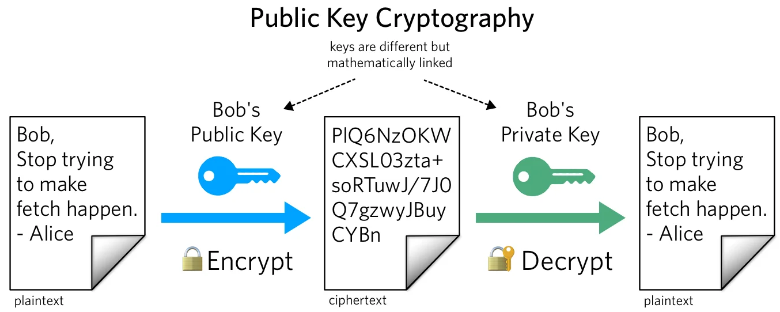 Public Key Cryptography
keys are different but
mathematically linked
Bob,
Stop trying
to make
fetch happen.
- Alice
plaintext
Bob's
Public Key
Encrypt
PlQ6NzOKW
CXSL03zta+
soRTuwJ/7J0
Q7gzwyJBuy
CYBn
ciphertext
Bob's
Private Key
Decrypt
Bob,
Stop trying
to make
fetch happen.
- Alice
plaintext